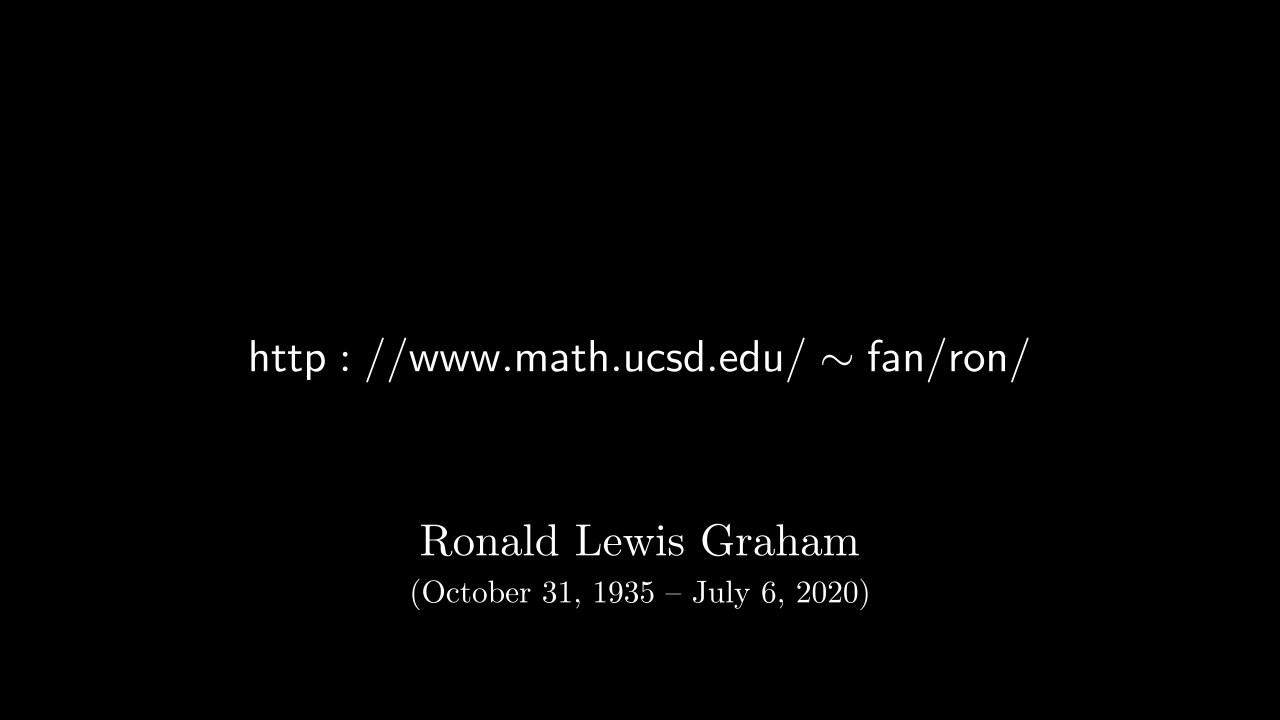 http : //www.math.ucsd.edu/ ∼ fan/ron/
Ronald Lewis Graham
(October 31, 1935 – July 6, 2020)